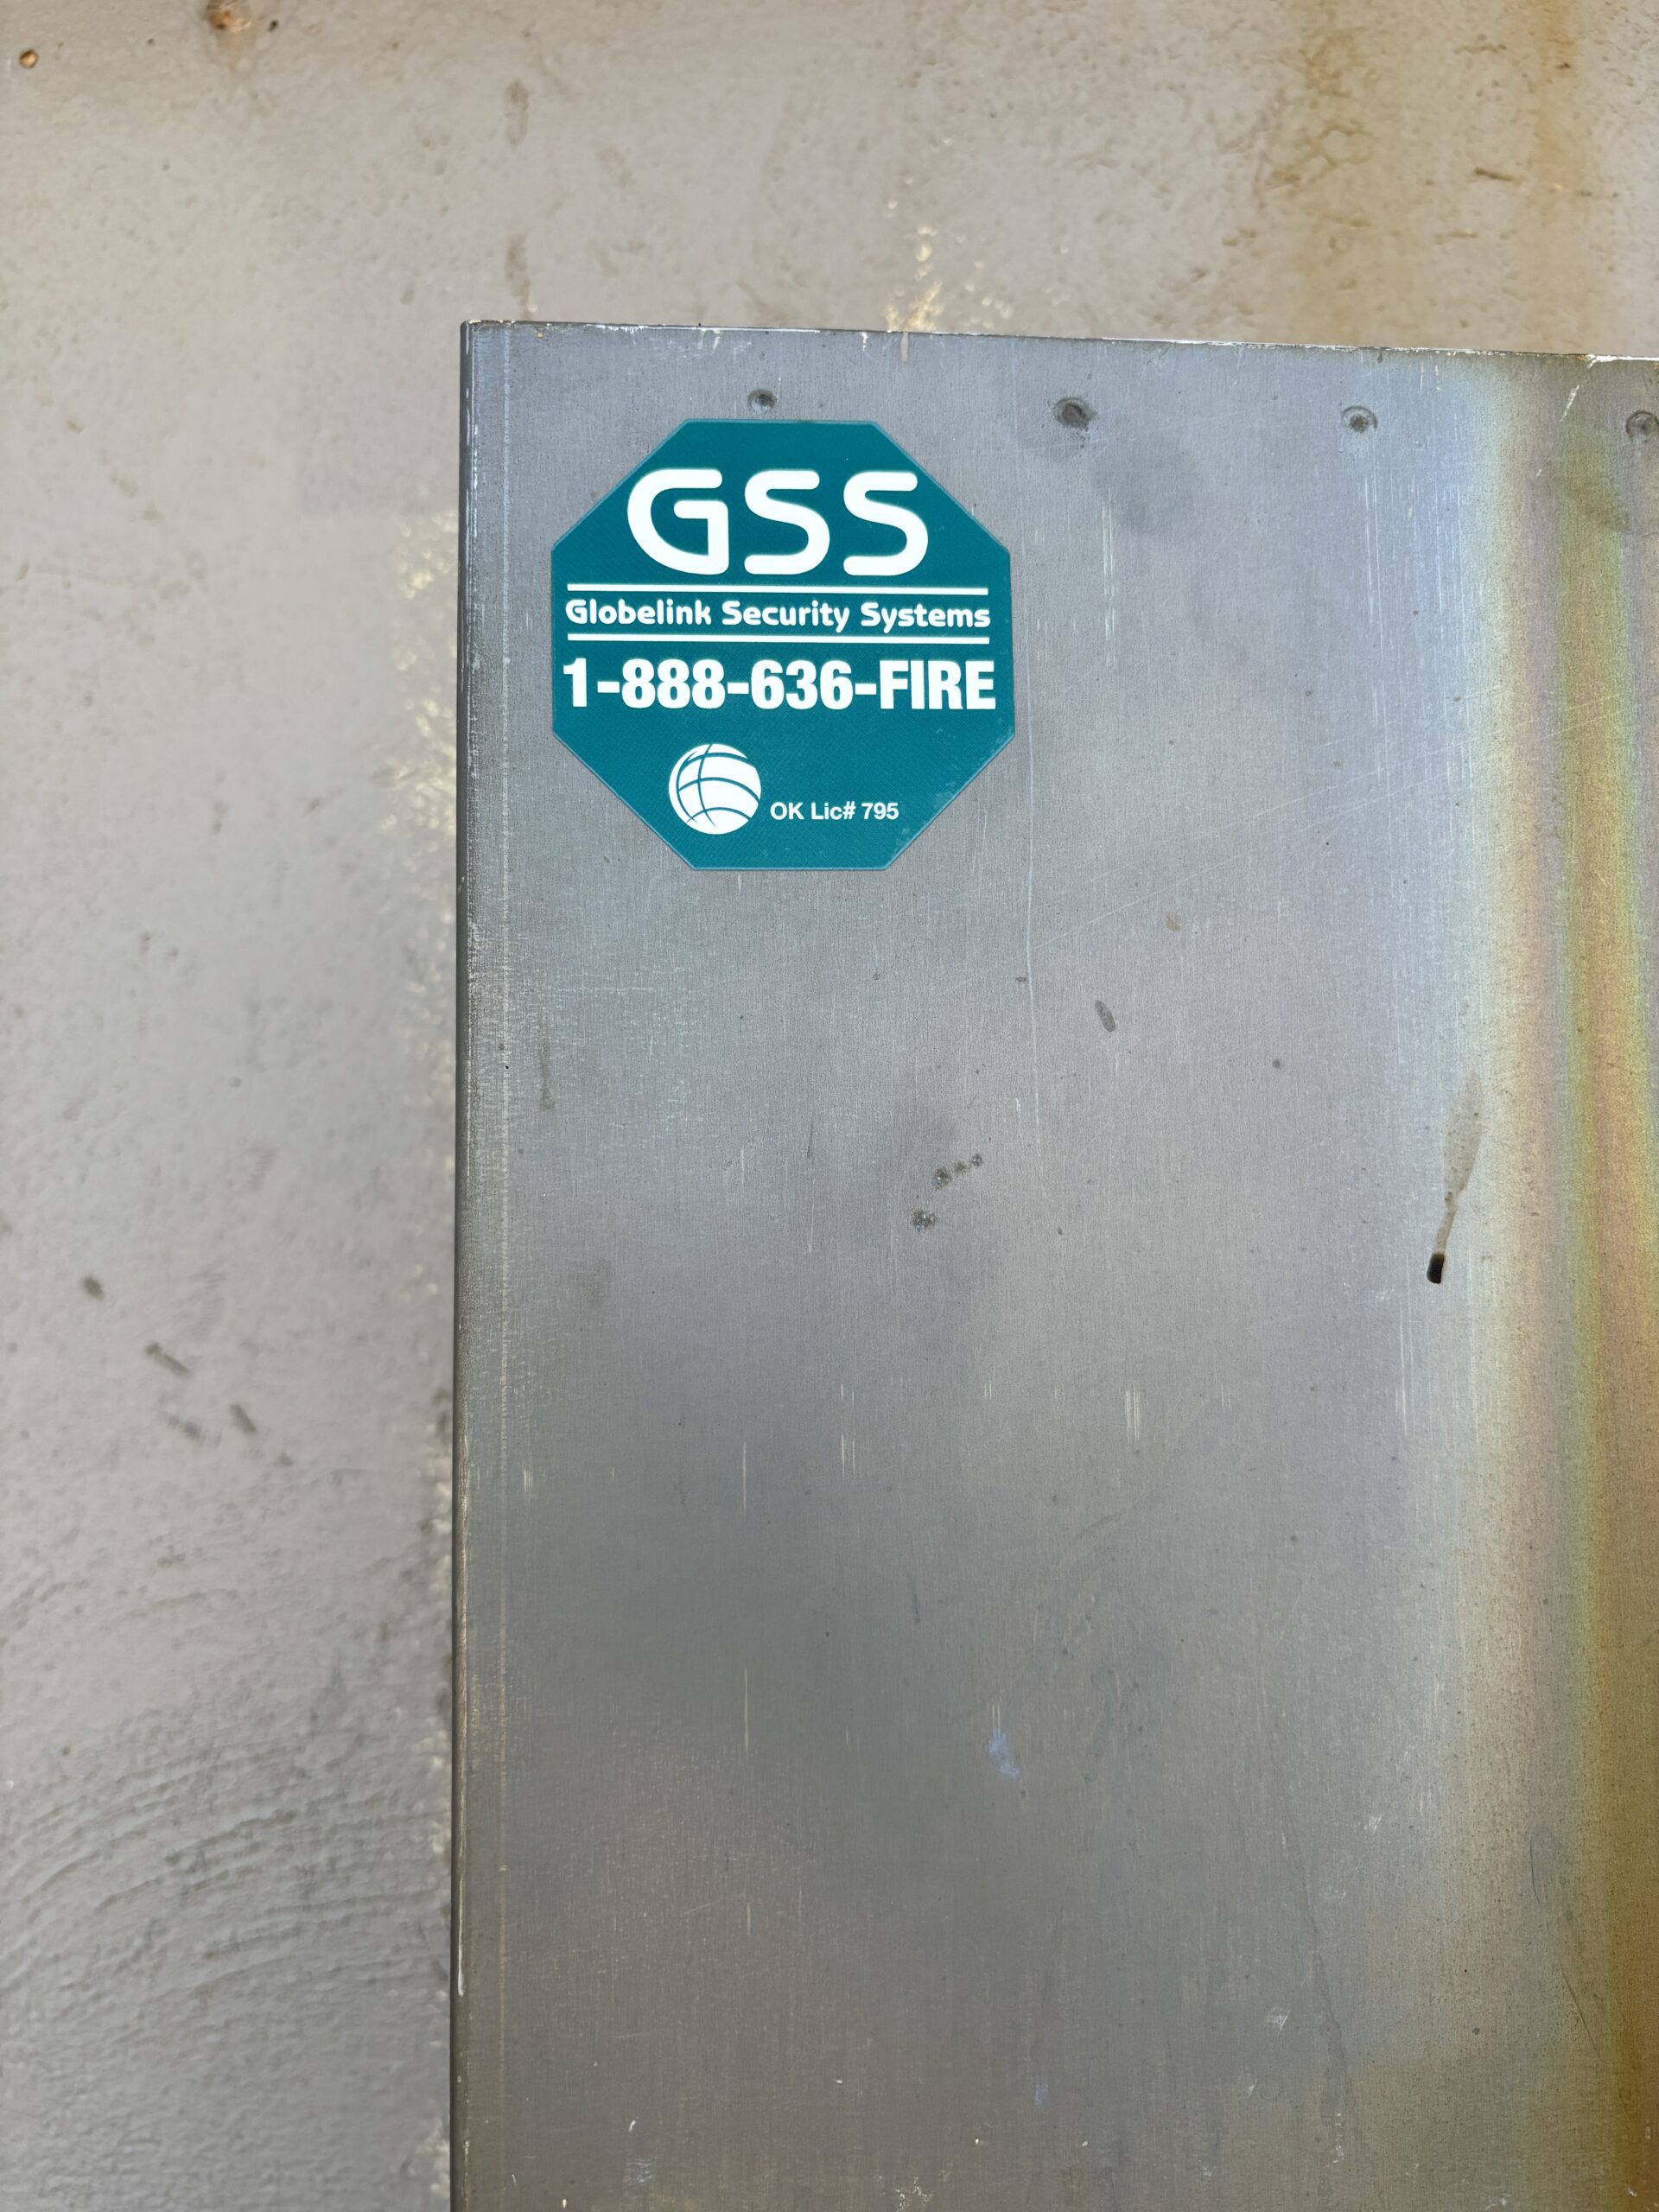 GSS
Globelink Security Systems
1-888-636-FIRE
OK Lic# 795